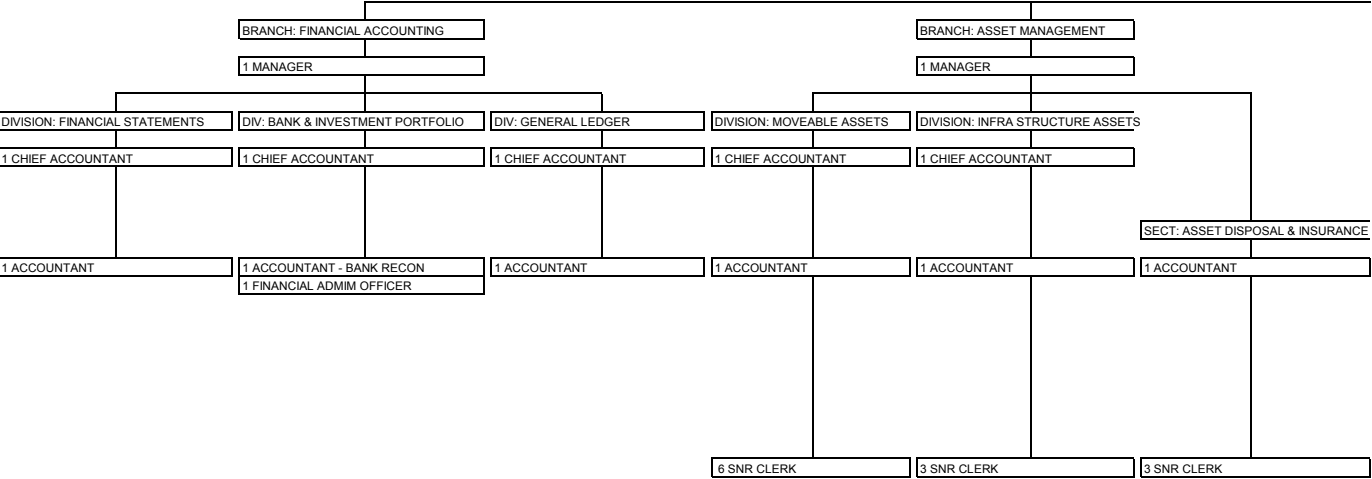 BRANCH: FINANCIAL ACCOUNTING
BRANCH: ASSET MANAGEMENT
1 MANAGER
1 MANAGER
DIVISION: FINANCIAL STATEMENTS
DIV: BANK & INVESTMENT PORTFOLIO
DIV: GENERAL LEDGER
DIVISION: MOVEABLE ASSETS
DIVISION: INFRA STRUCTURE ASSETS
1 CHIEF ACCOUNTANT
1 CHIEF ACCOUNTANT
1 CHIEF ACCOUNTANT
1 CHIEF ACCOUNTANT
1 CHIEF ACCOUNTANT
SECT: ASSET DISPOSAL & INSURANCE
1 ACCOUNTANT
1 ACCOUNTANT - BANK RECON
1 ACCOUNTANT
1 ACCOUNTANT
1 ACCOUNTANT
1 ACCOUNTANT
1 FINANCIAL ADMIM OFFICER
6 SNR CLERK
3 SNR CLERK
3 SNR CLERK